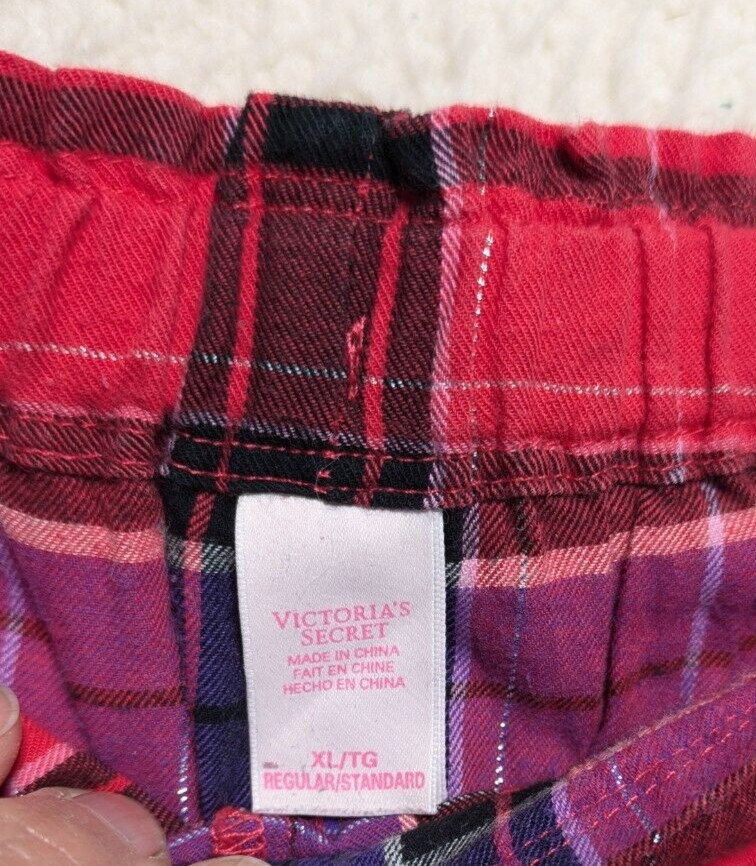 VICTORIA'S
SECRET
MADE IN CHINA
FAIT EN CHINE
HECHO EN CHINA
XL/TG
REGULAR/STANDARD